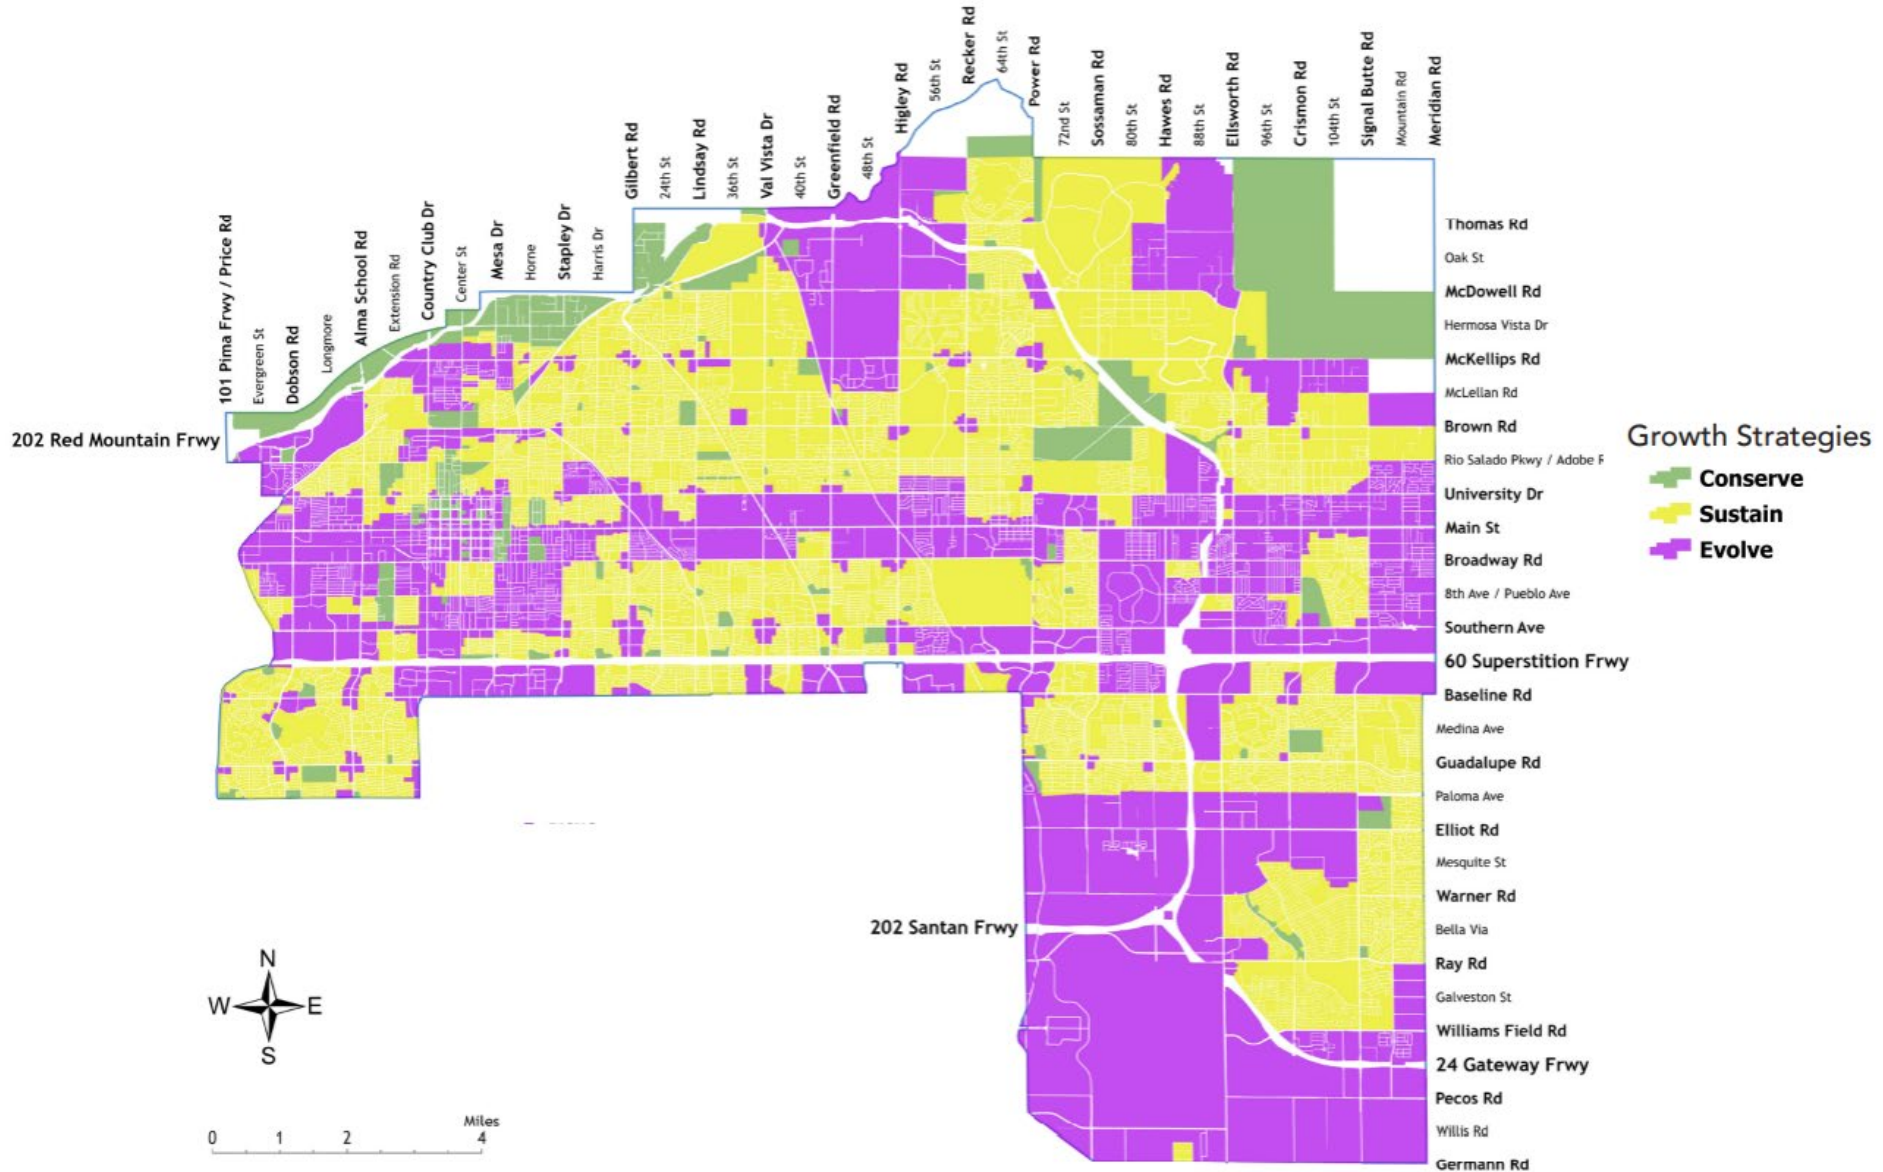 Recker Rd
64th St
Higley Rd
56th St
Power Rd
72nd St
Sossaman Rd
80th St
Hawes Rd
88th St
Ellsworth Rd
96th St
Crismon Rd
104th St
Signal Butte Rd
Mountain Rd
Meridian Rd
Gilbert Rd
24th St
Lindsay Rd
36th St
Val Vista Dr
40th St
Greenfield Rd
48th St
101 Pima Frwy / Price Rd
Evergreen St
Dobson Rd
Longmore
Alma School Rd
Extension Rd
Country Club Dr
Center St
Mesa Dr
Horne
Stapley Dr
Harris Dr
Thomas Rd
Oak St
McDowell Rd
Hermosa Vista Dr
McKellips Rd
McLellan Rd
Brown Rd
202 Red Mountain Frwy
Rio Salado Pkwy / Adobe
University Dr
Main St
Broadway Rd
8th Ave / Pueblo Ave
Southern Ave
60 Superstition Frwy
Baseline Rd
Medina Ave
Guadalupe Rd
Paloma Ave
Elliot Rd
Mesquite St
Warner Rd
202 Santan Frwy
Bella Via
Ray Rd
Galveston St
Williams Field Rd
24 Gateway Frwy
Pecos Rd
Willis Rd
Germann Rd
Growth Strategies
Conserve
Sustain
Evolve
N
W E
S
Miles
0 1 2 4